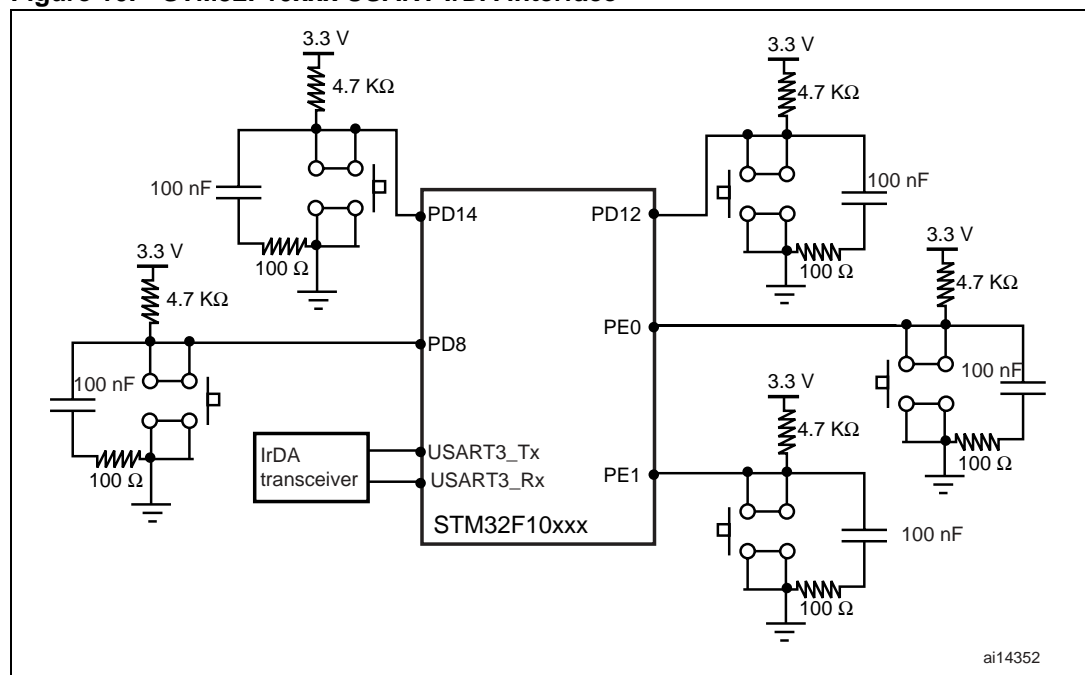 STM32F10xxx USART IrDA interface
3.3 V
4.7 KΩ
100 nF
100 Ω
3.3 V
4.7 KΩ
100 nF
100 Ω
PD14
PD12
3.3 V
4.7 KΩ
100 nF
100 Ω
3.3 V
4.7 KΩ
100 nF
100 Ω
PD8
PE0
3.3 V
4.7 KΩ
100 nF
100 Ω
IrDA
transceiver
USART3_Tx
USART3_Rx
PE1
STM32F10xxx
ai14352